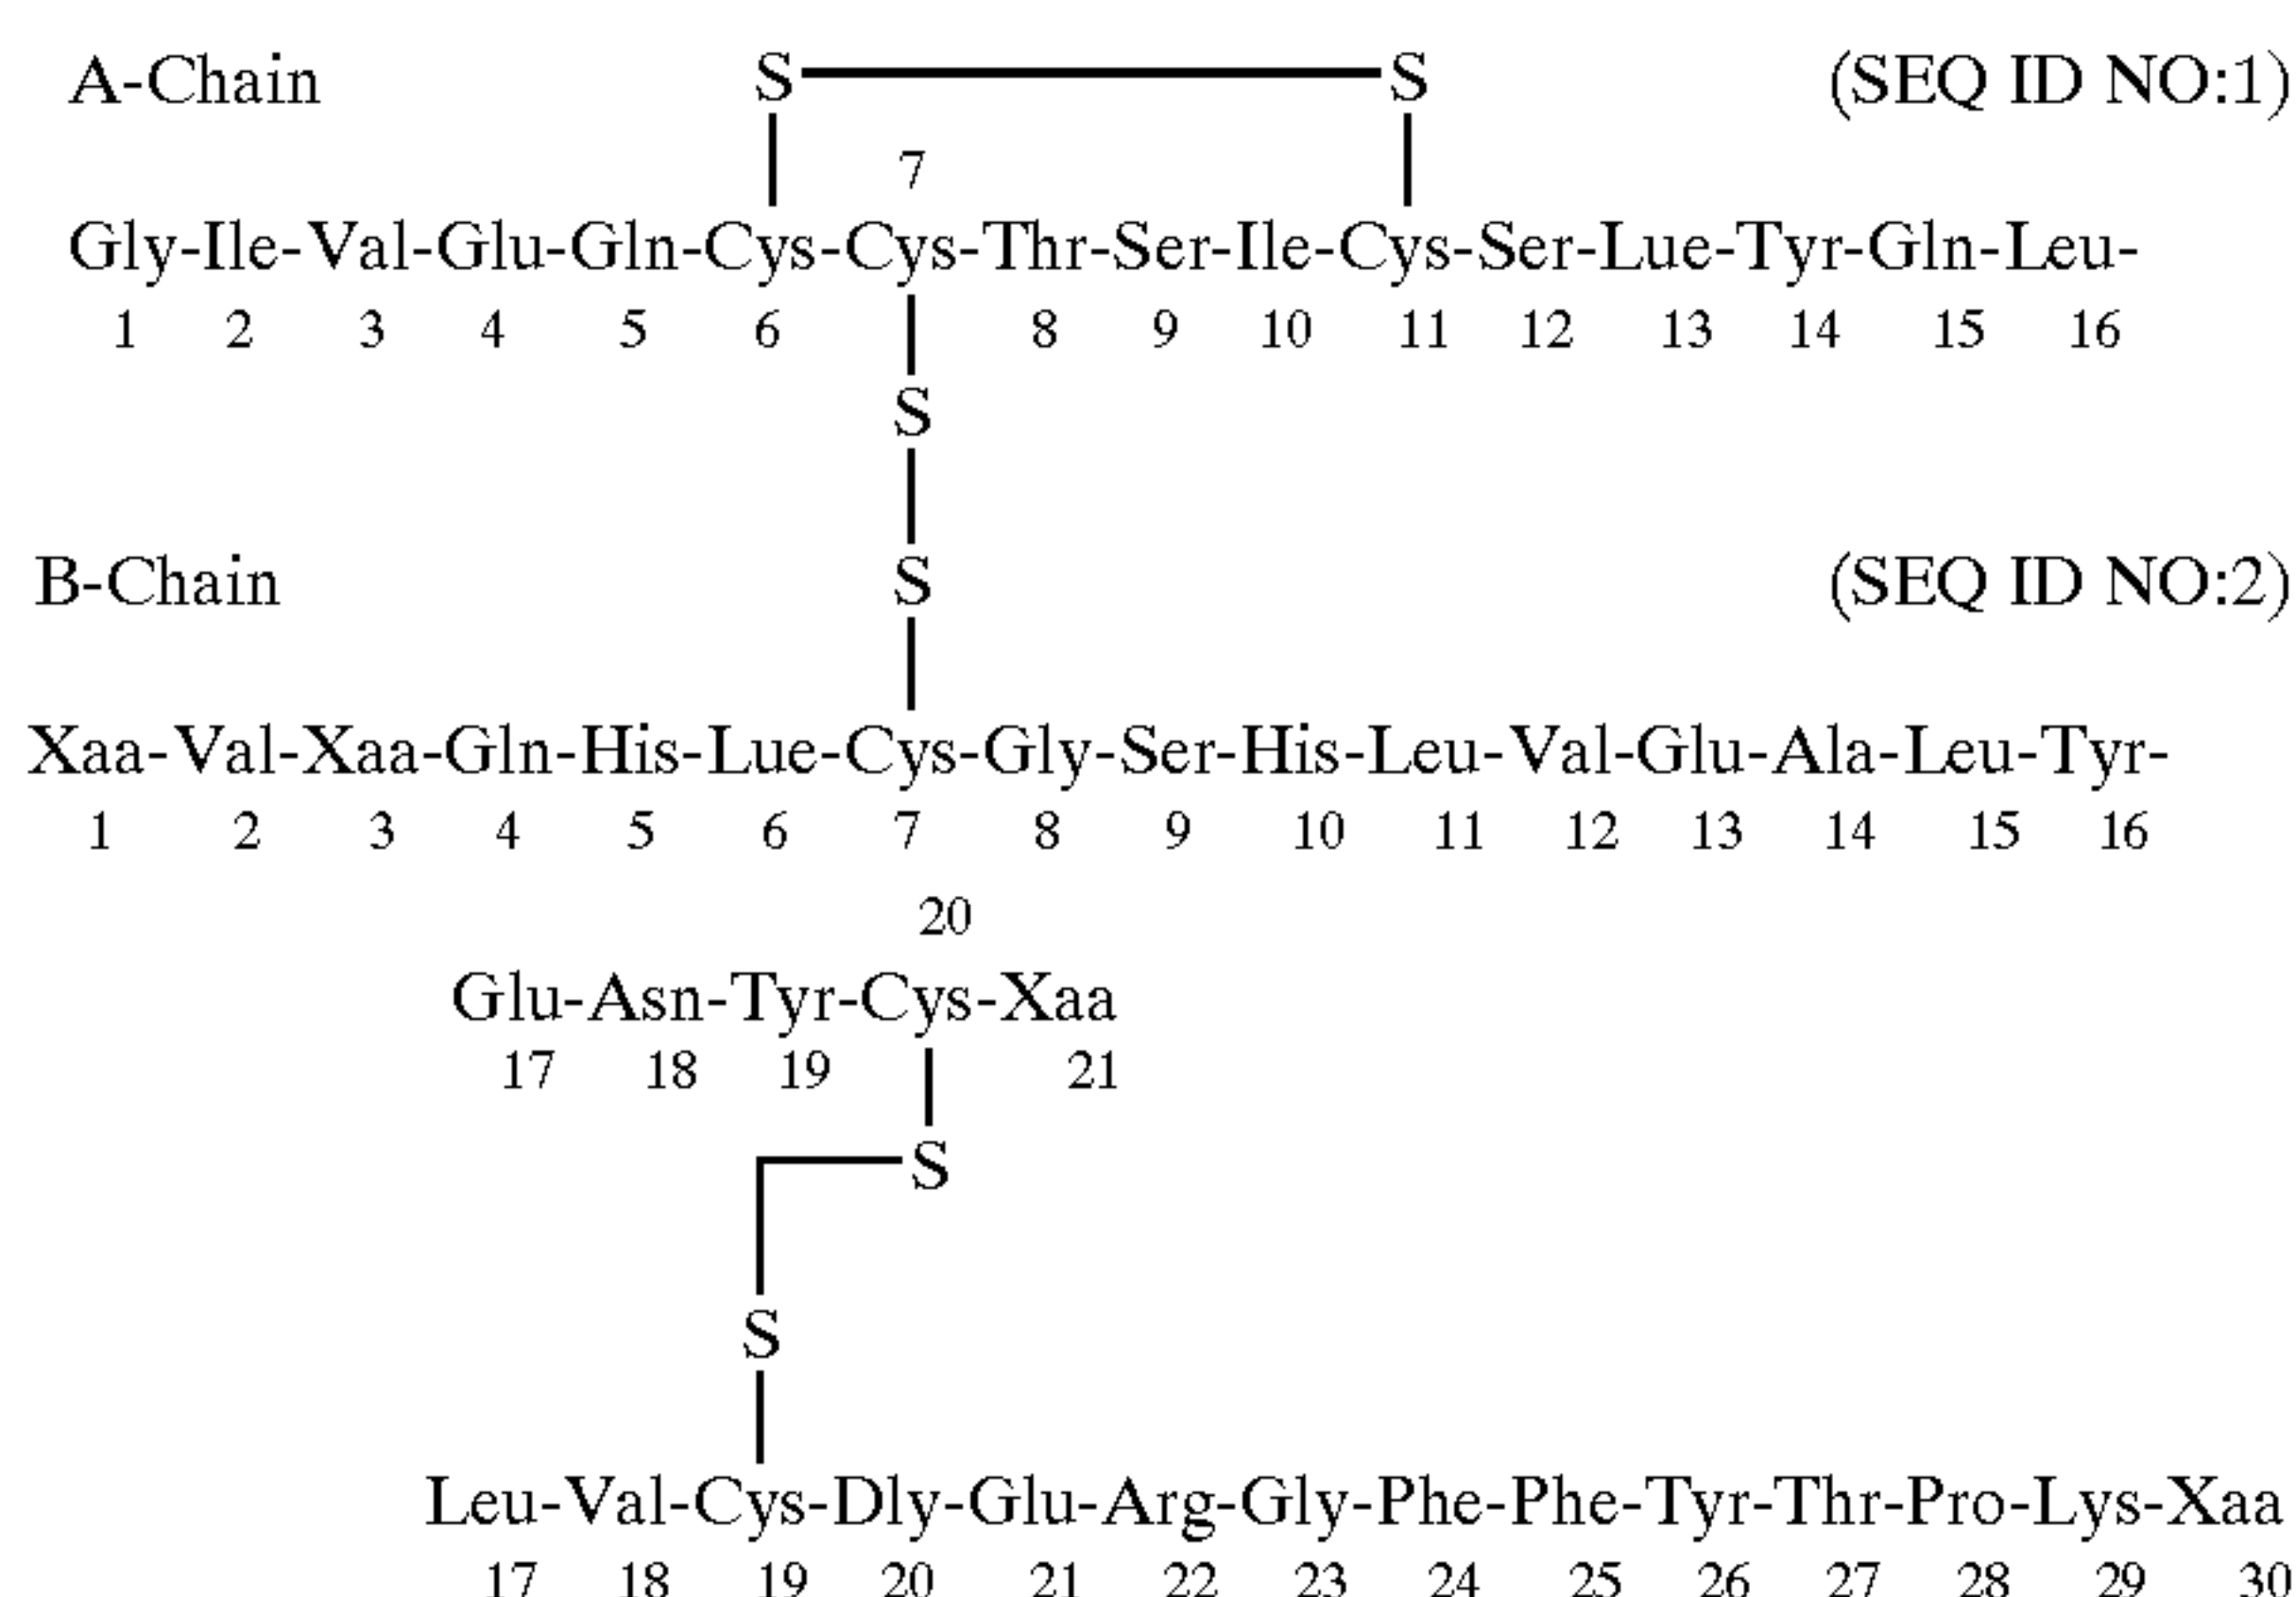 A-Chain S S (SEQ ID NO:1)
7
Gly-Ile-Val-Glu-Gln-Cys-Cys-Thr-Ser-Ile-Cys-Ser-Lue-Tyr-Gln-Leu-
1 2 3 4 5 6 8 9 10 11 12 13 14 15 16
S
B-Chain S (SEQ ID NO:2)
Xaa-Val-Xaa-Gln-His-Lue-Cys-Gly-Ser-His-Leu-Val-Glu-Ala-Leu-Tyr-
1 2 3 4 5 6 7 8 9 10 11 12 13 14 15 16
20
Glu-Asn-Tyr-Cys-Xaa
17 18 19 21
S
S
Leu-Val-Cys-Dly-Glu-Arg-Gly-Phe-Phe-Tyr-Thr-Pro-Lys-Xaa
17 18 19 20 21 22 23 24 25 26 27 28 29 30